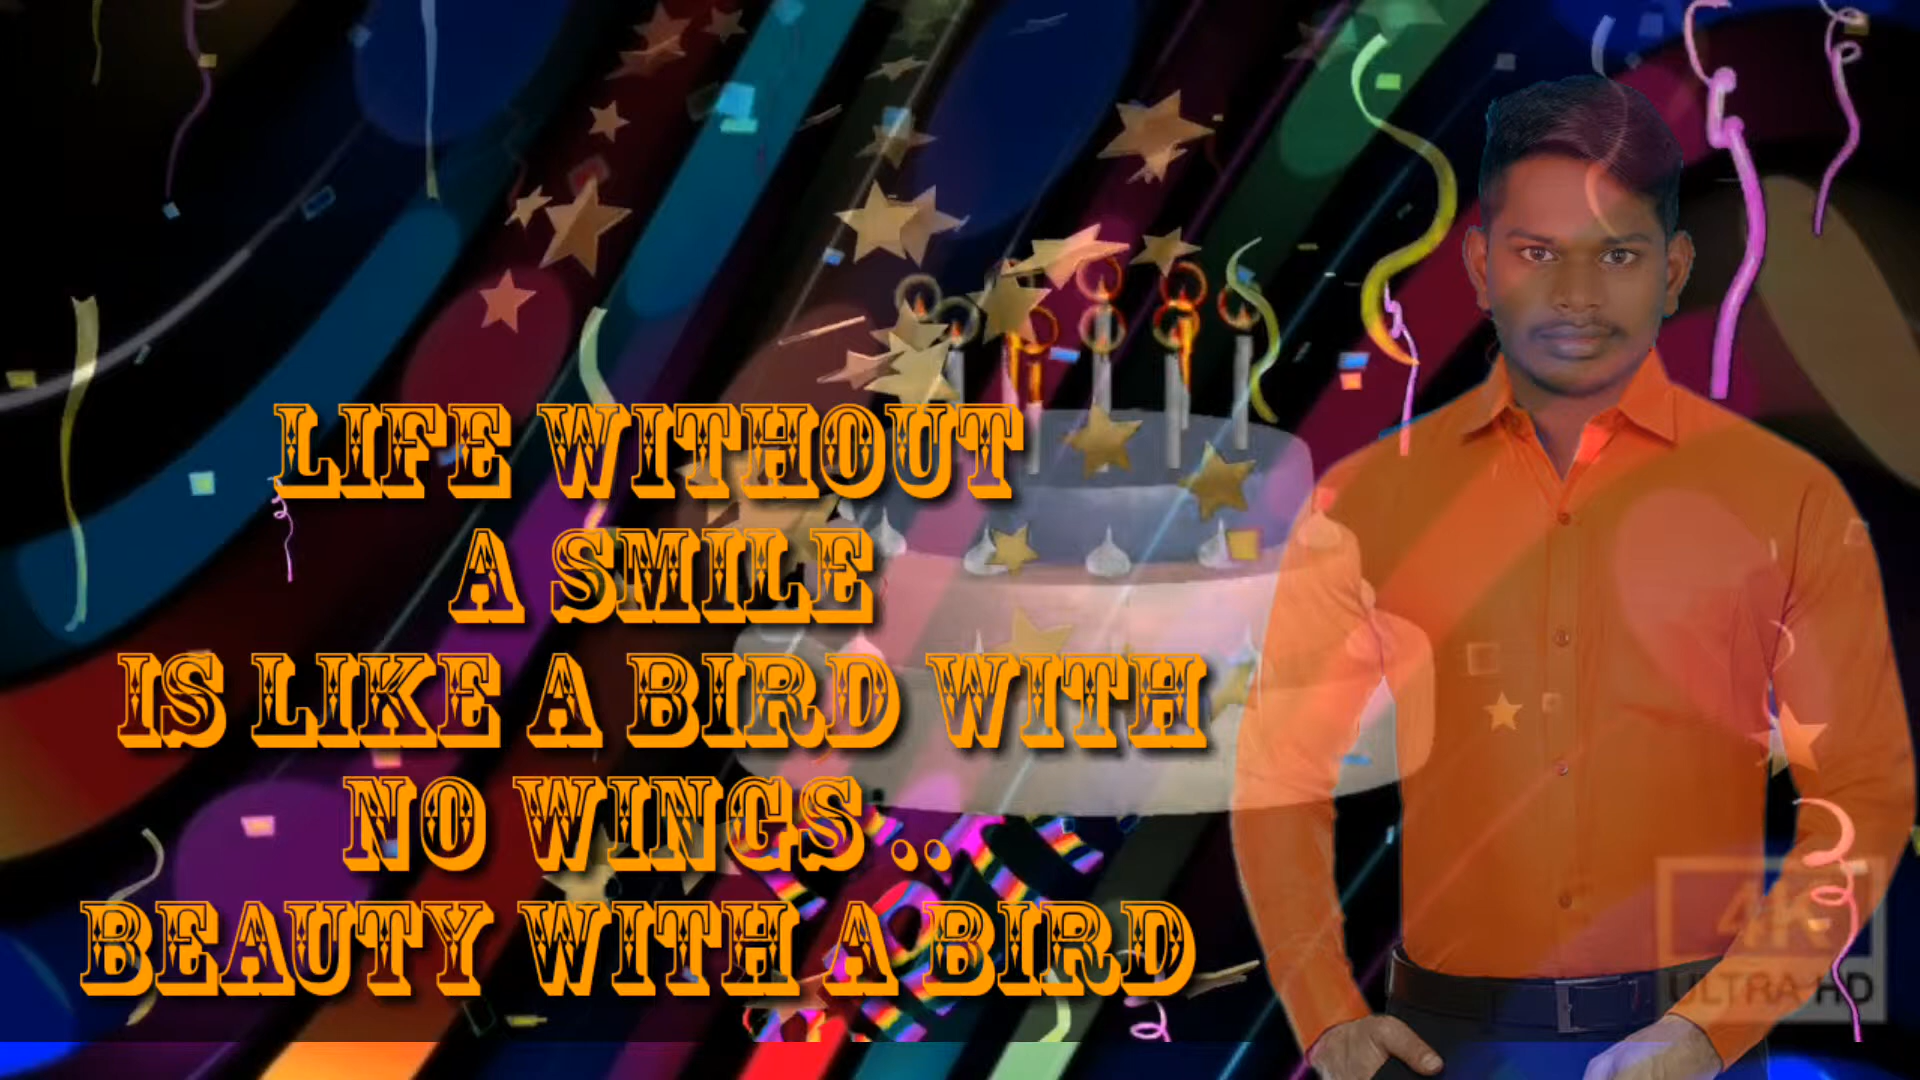 LIFE WITHOUT
A SMILE
IS LIKE A BIRD WITH
NO WINGS ..
BEAUTY WITH A BIRD
4K
ULTRA HD